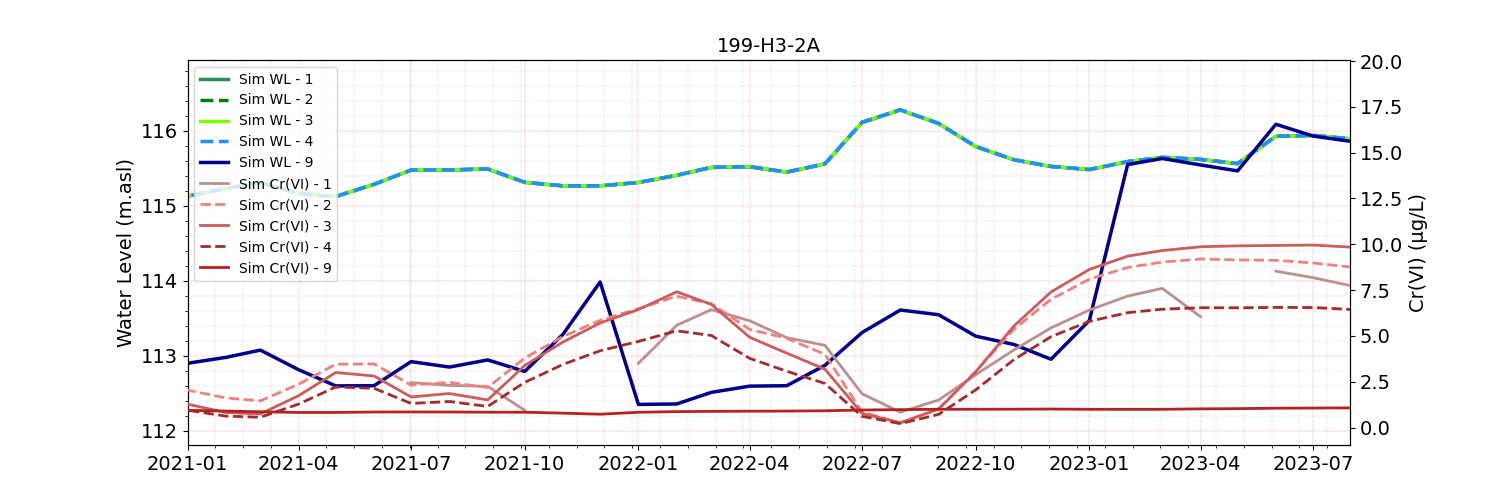 199-H3-2A
Sim WL - 1
Sim WL - 2
Sim WL - 3
Sim WL - 4
Sim WL - 9
Sim Cr(VI) - 1
Sim Cr(VI) - 2
Sim Cr(VI) - 3
Sim Cr(VI) - 4
Sim Cr(VI) - 9
Water Level (m.asl)
116
115
114
113
112
20.0
17.5
15.0
12.5
10.0
7.5
5.0
2.5
0.0
Cr(VI) (μg/L)
2021-01 2021-04 2021-07 2021-10 2022-01 2022-04 2022-07 2022-10 2023-01 2023-04 2023-07